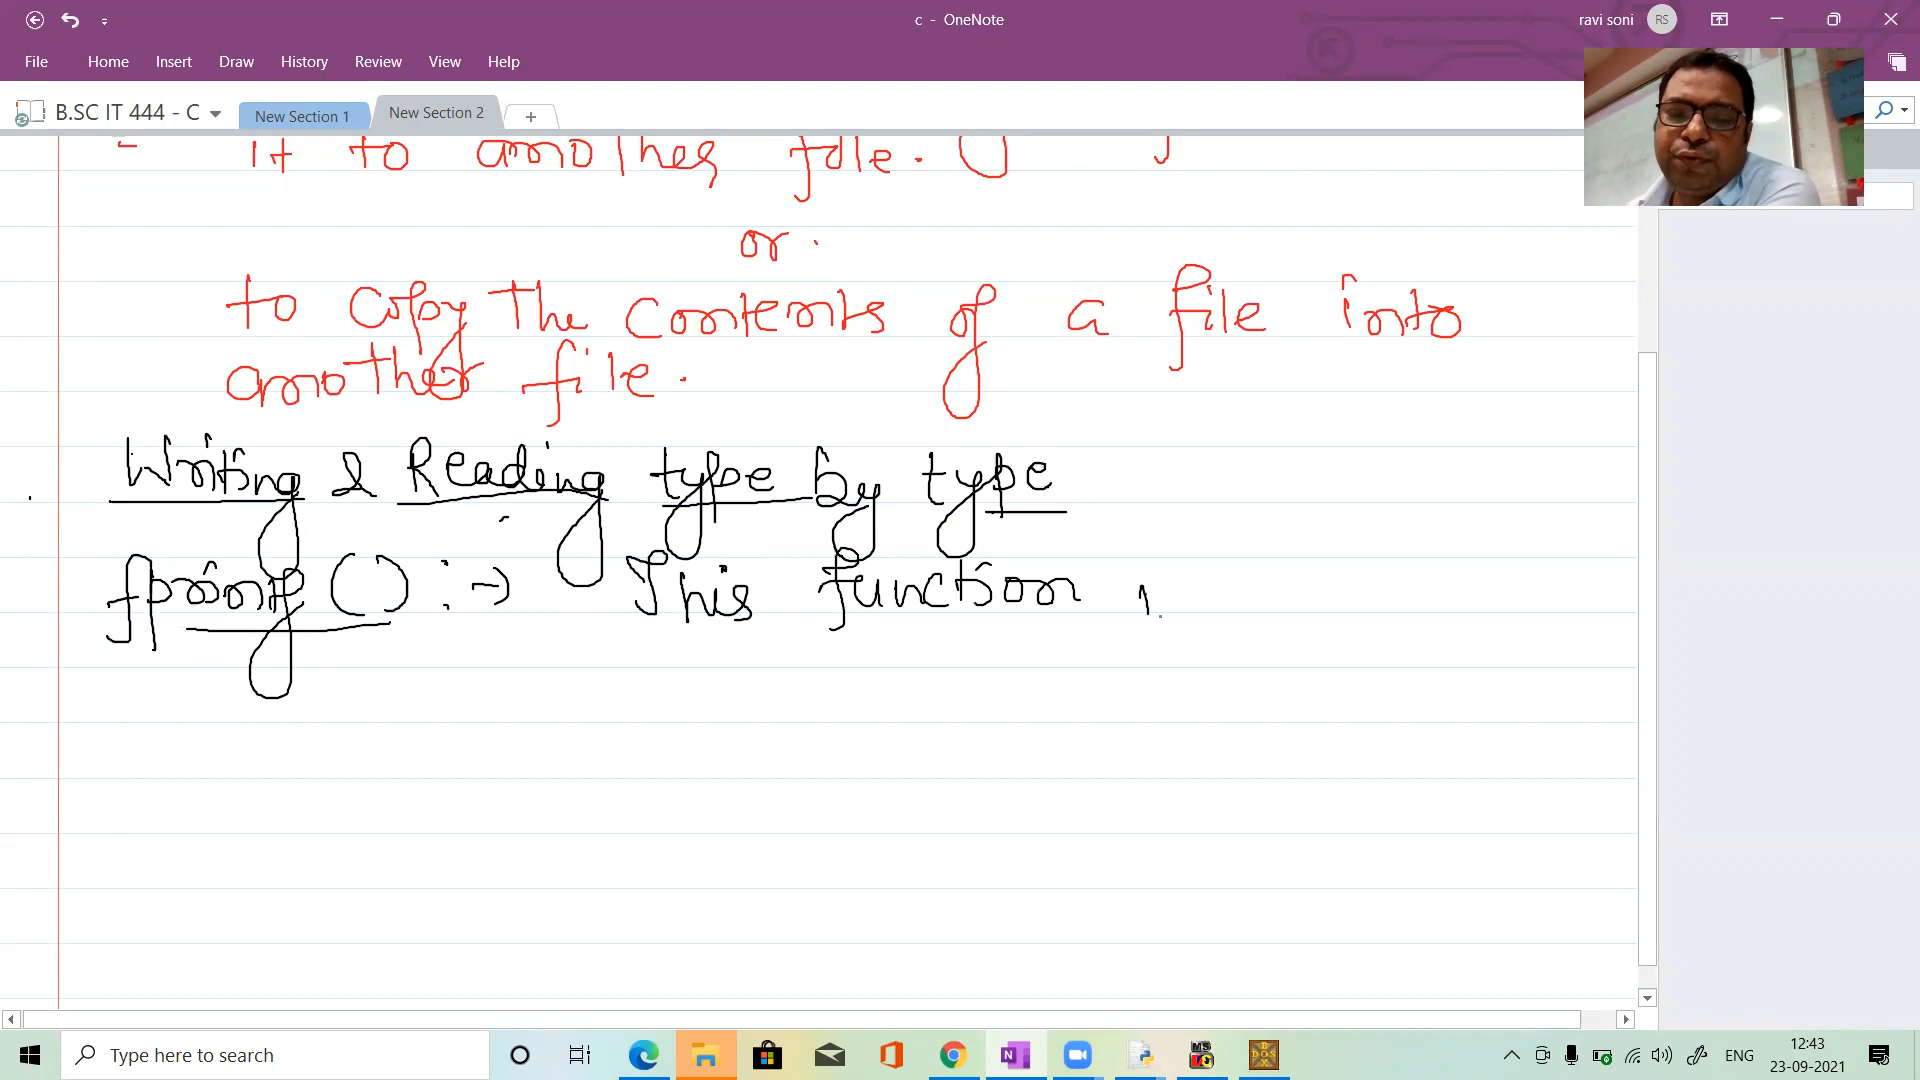 c - OneNote
ravi soni RS
File Home Insert Draw History Review View Help
B.SC IT 444 - C New Section 1 New Section 2 +
it to another file.
or
to copy the contents of a file into
another file.
Writing & Reading type by type
fprintf () :→ This function
Type here to search
ENG
12:43
23-09-2021